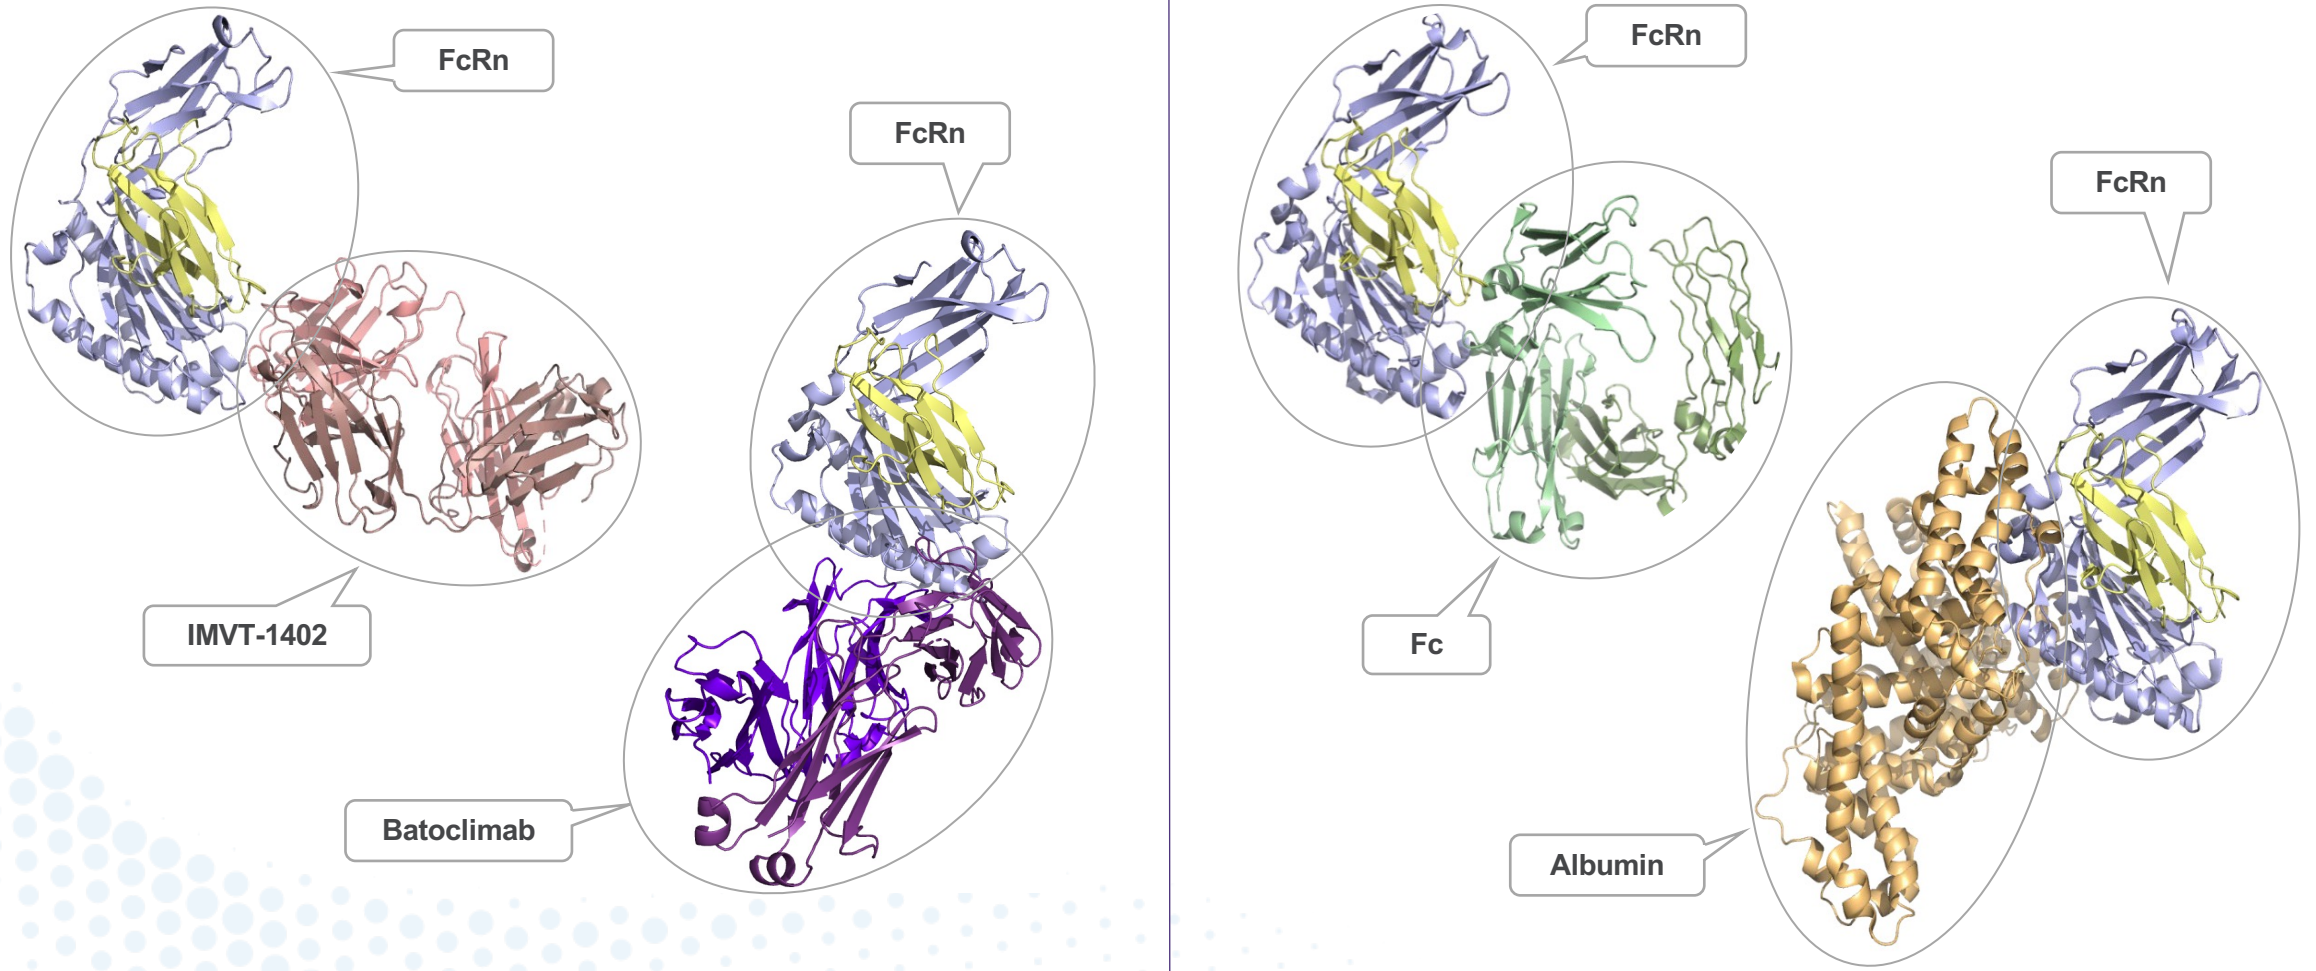 FcRn
FcRn
IMVT-1402
Batoclimab
FcRn
FcRn
Fc
Albumin